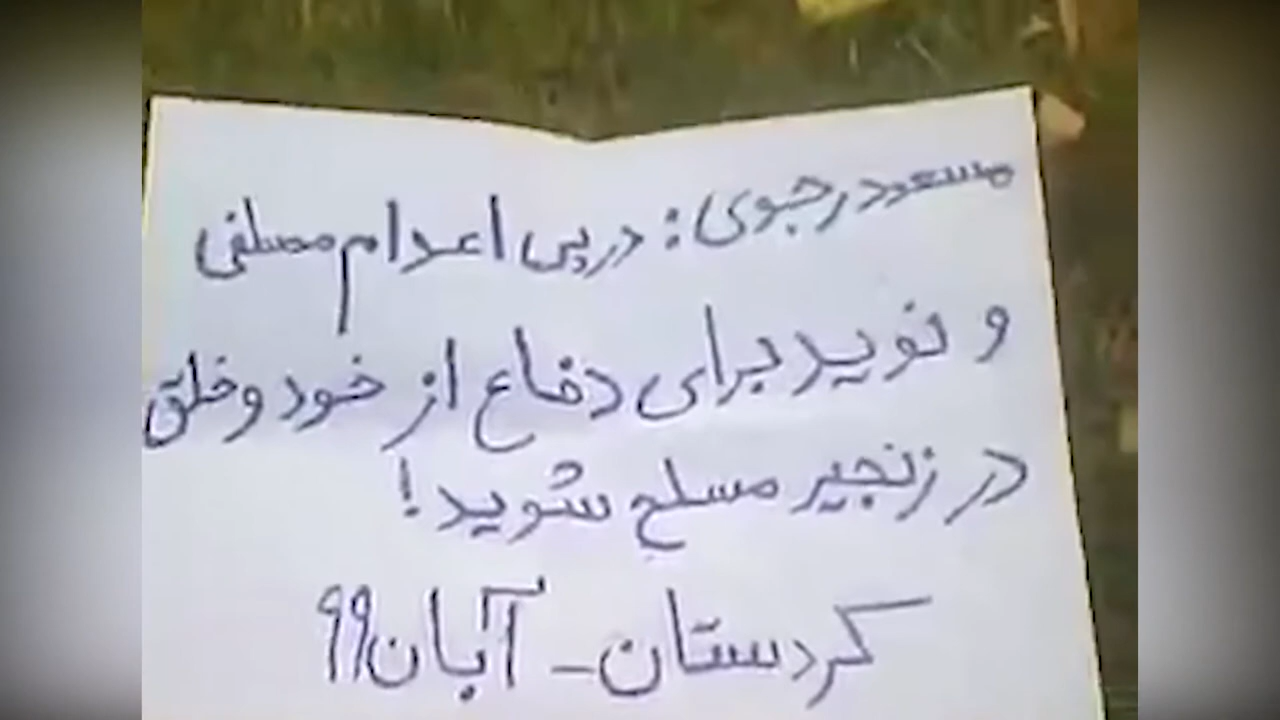 مسعود رجوی: در پی اعدام مصطفی
و نوید برای دفاع از خود و خلق
در زنجیر مسلح شوید!
کردستان - آبان ۹۹